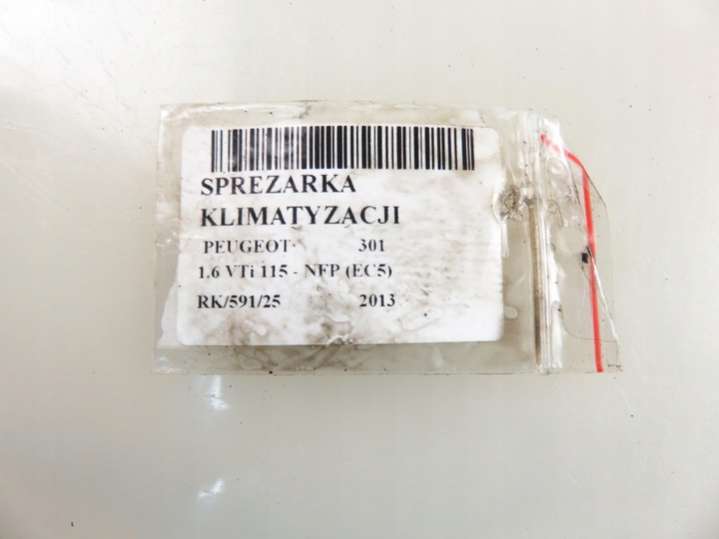 SPREZARKA
KLIMATYZACJI
PEUGEOT 301
1.6 VTi 115 - NFP (EC5)
RK/591/25 2013